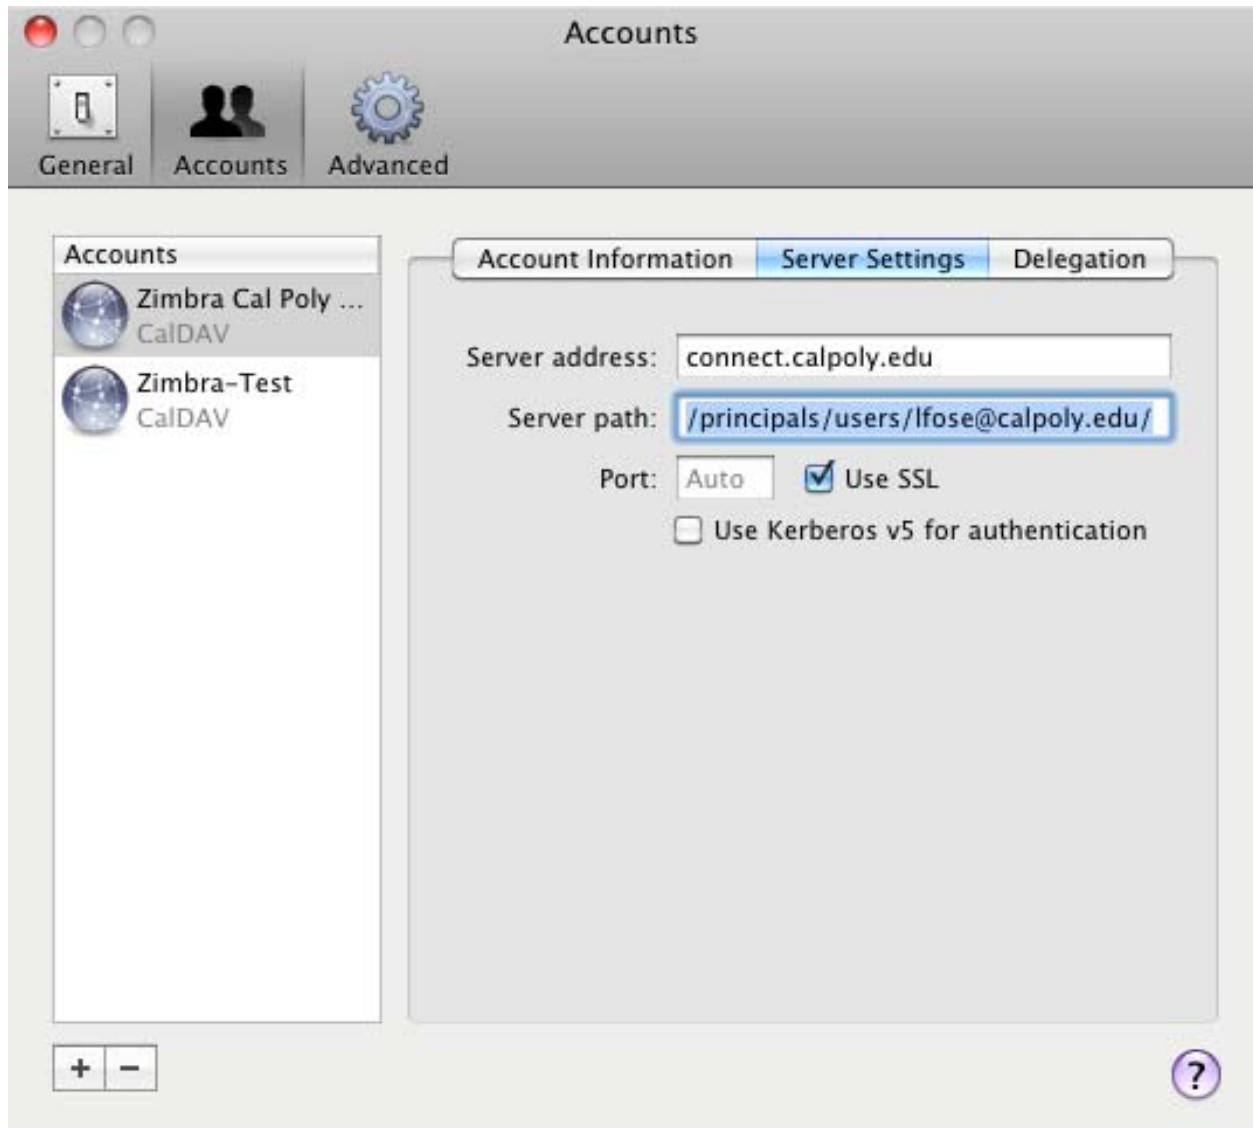 Accounts
General Accounts Advanced
Accounts
Zimbra Cal Poly ...
CalDAV
Zimbra-Test
CalDAV
Account Information Server Settings Delegation
Server address: connect.calpoly.edu
Server path: /principals/users/lfose@calpoly.edu/
Port: Auto Use SSL
Use Kerberos v5 for authentication
+ −
?